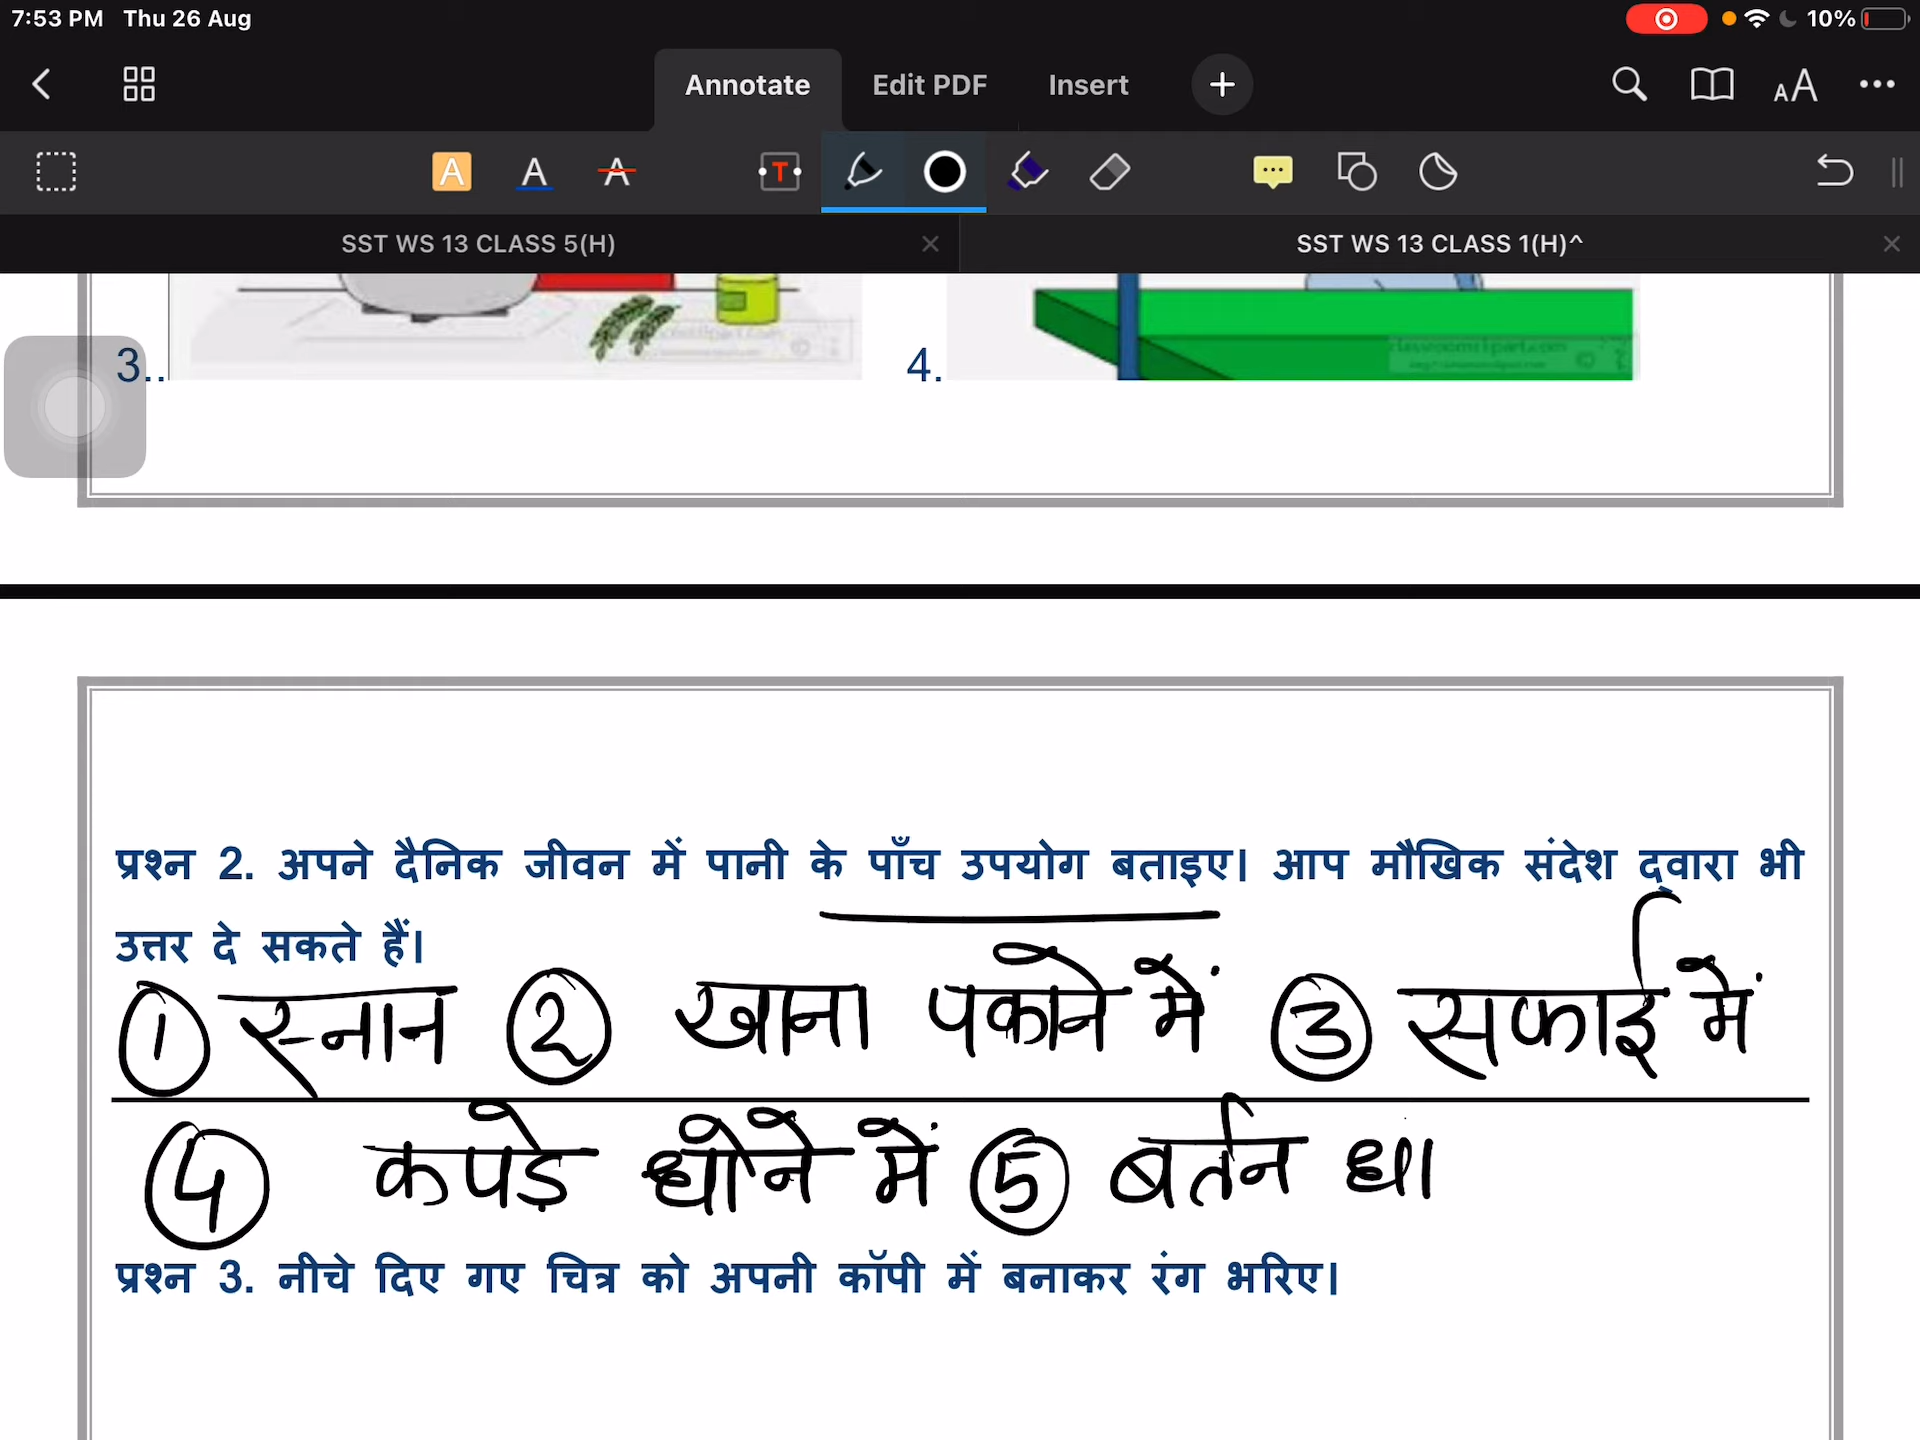 7:53 PM Thu 26 Aug 10%
Annotate Edit PDF Insert +
SST WS 13 CLASS 5(H) SST WS 13 CLASS 1(H)^
3.. 4.
प्रश्न 2. अपने दैनिक जीवन में पानी के पाँच उपयोग बताइए। आप मौखिक संदेश द्वारा भी
उत्तर दे सकते हैं।
① स्नान ② खाना पकाने में ③ सफाई में
④ कपड़े धोने में ⑤ बर्तन धा
प्रश्न 3. नीचे दिए गए चित्र को अपनी कॉपी में बनाकर रंग भरिए।